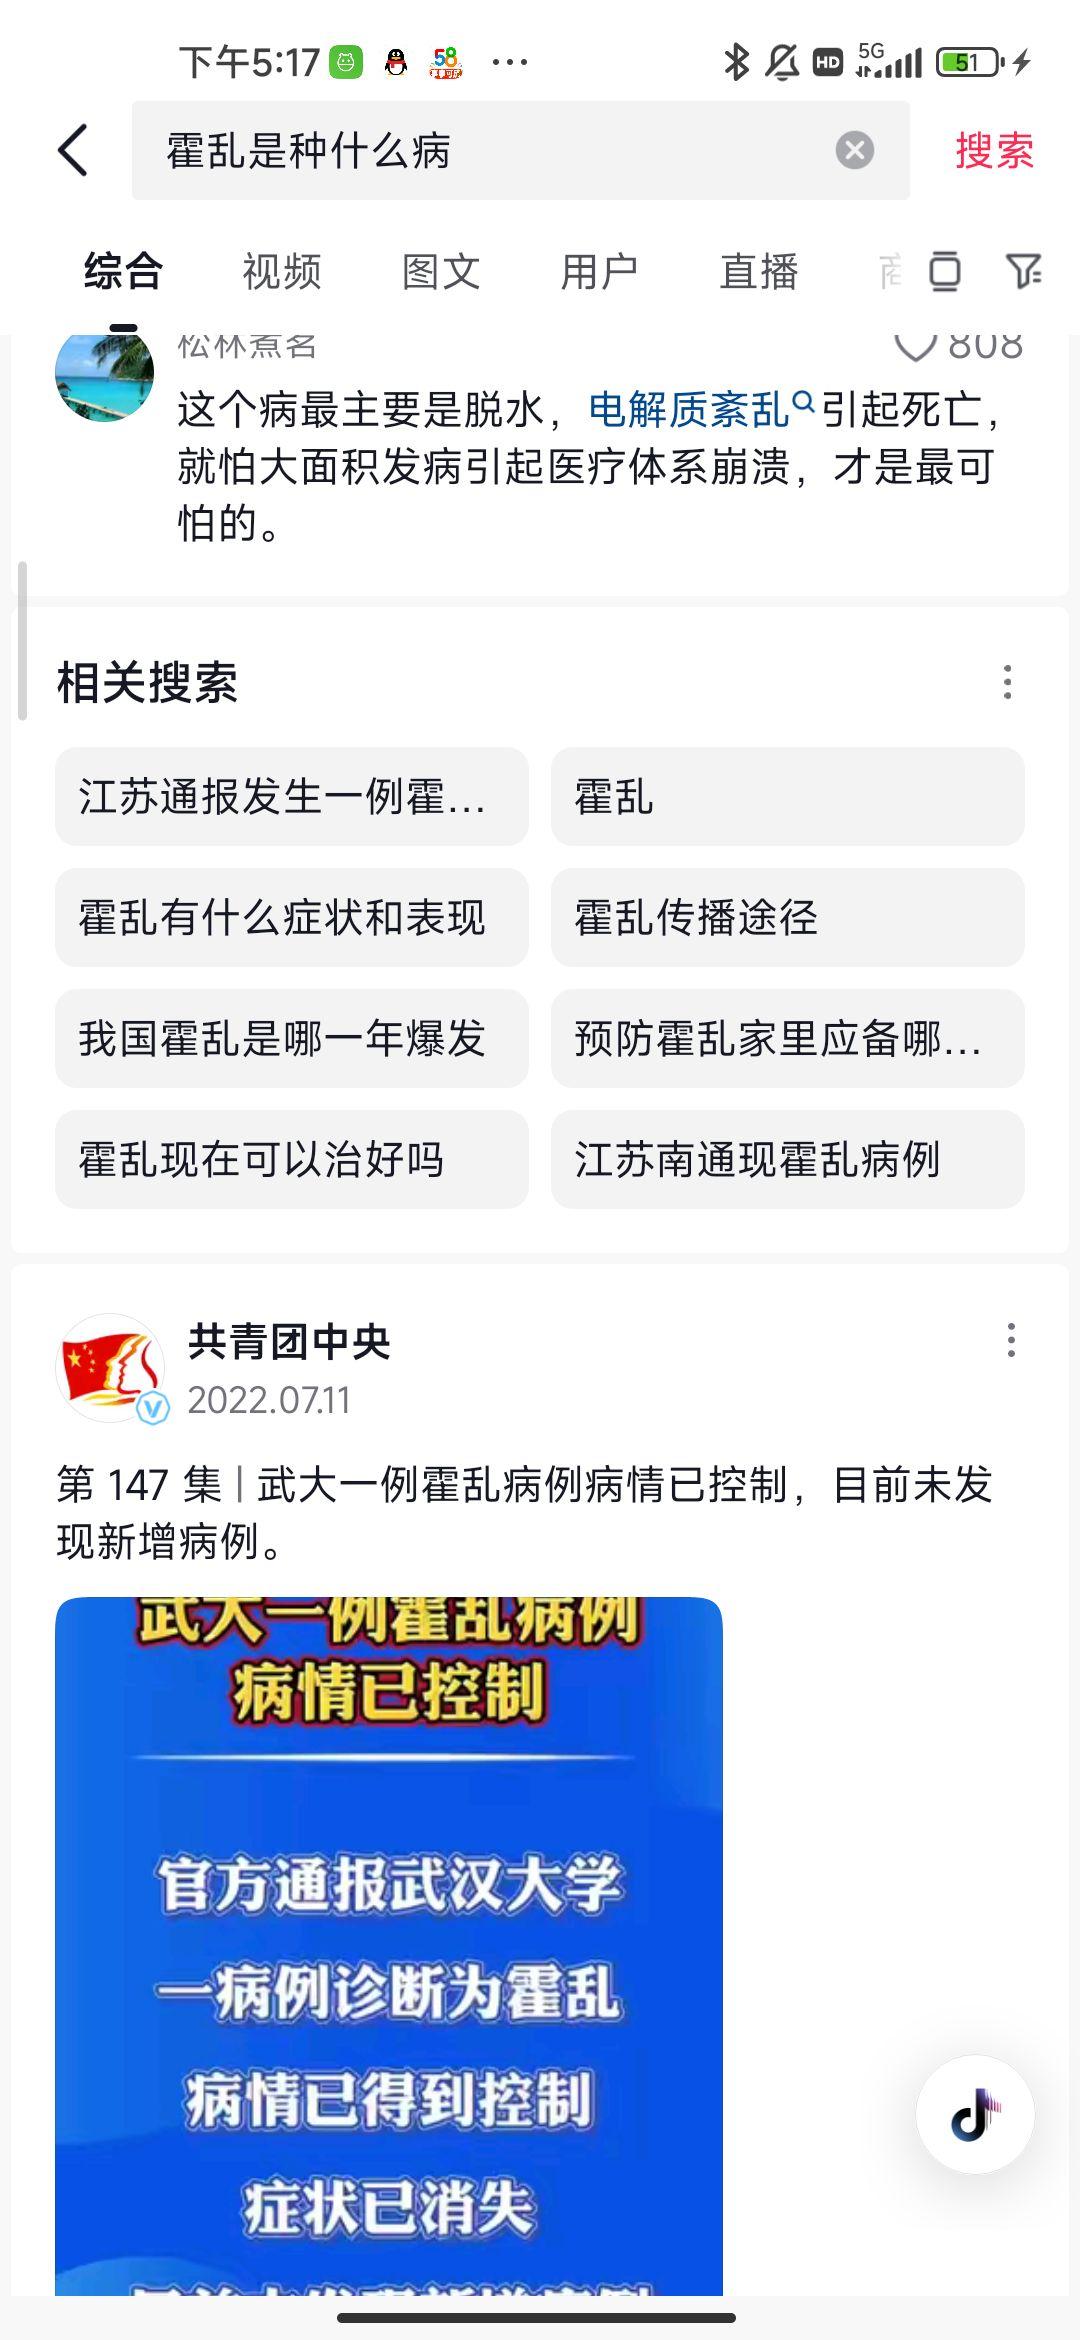 下午5:17
HD
5G
51
霍乱是种什么病
搜索
综合
视频
图文
用户
直播
松林煮名
808
这个病最主要是脱水，电解质紊乱引起死亡，
就怕大面积发病引起医疗体系崩溃，才是最可
怕的。
相关搜索
江苏通报发生一例霍...
霍乱
霍乱有什么症状和表现
霍乱传播途径
我国霍乱是哪一年爆发
预防霍乱家里应备哪...
霍乱现在可以治好吗
江苏南通现霍乱病例
共青团中央
2022.07.11
第 147 集 | 武大一例霍乱病例病情已控制，目前未发
现新增病例。
武大一例霍乱病例
病情已控制
官方通报武汉大学
一病例诊断为霍乱
病情已得到控制
症状已消失